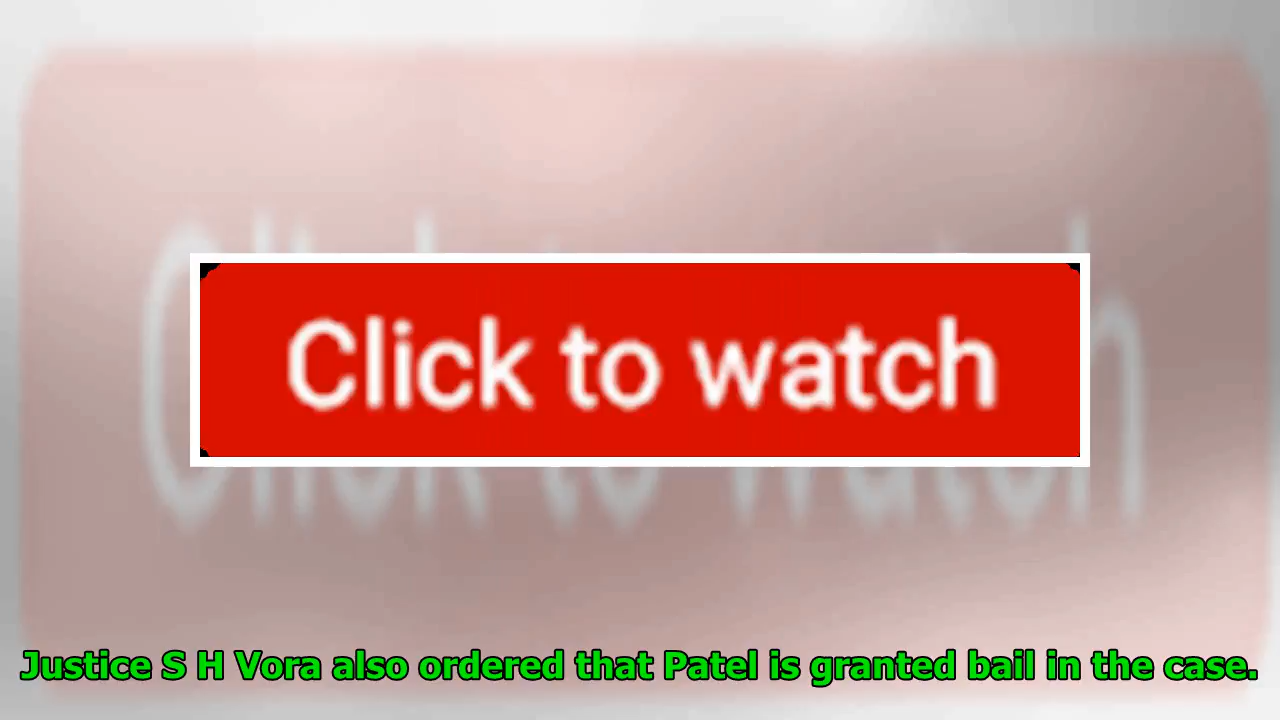 Click to watch
Justice S H Vora also ordered that Patel is granted bail in the case.